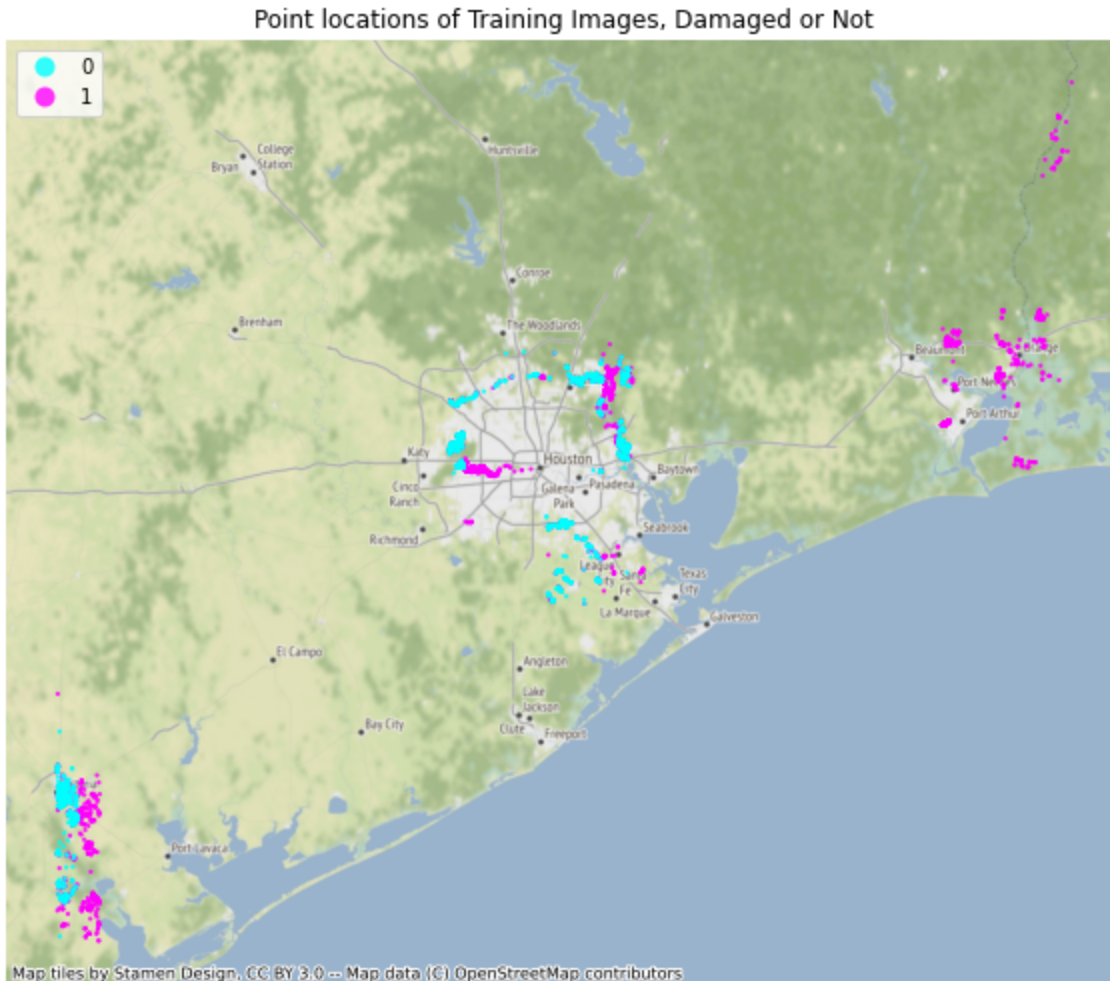 Point locations of Training Images, Damaged or Not
0
1
College
Station
Bryan
Huntsville
Conroe
The Woodlands
Brenham
Beaumont
Port Arthur
Katy
Houston
Cinco
Ranch
Galena
Park
Pasadena
Baytown
Richmond
Seabrook
League
Santa
Fe
Texas
City
La Marque
Galveston
El Campo
Angleton
Lake
Jackson
Clute
Freeport
Bay City
Port Lavaca
Map tiles by Stamen Design, CC BY 3.0 -- Map data (C) OpenStreetMap contributors